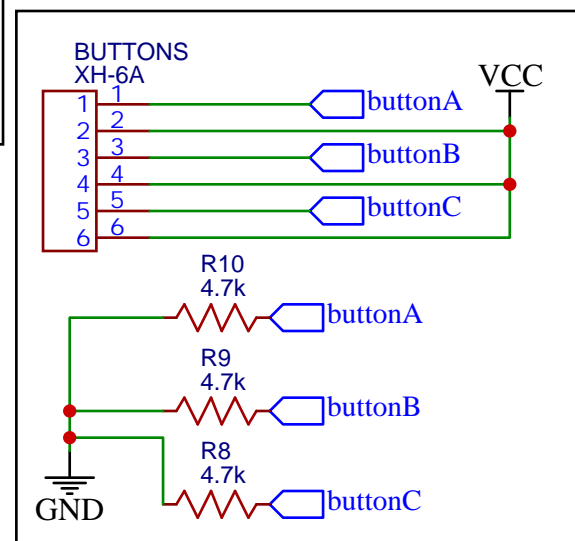 BUTTONS
XH-6A
VCC
1 1 buttonA
2 2
3 3 buttonB
4 4
5 5 buttonC
6 6
R10
4.7k
buttonA
R9
4.7k
buttonB
R8
4.7k
buttonC
GND